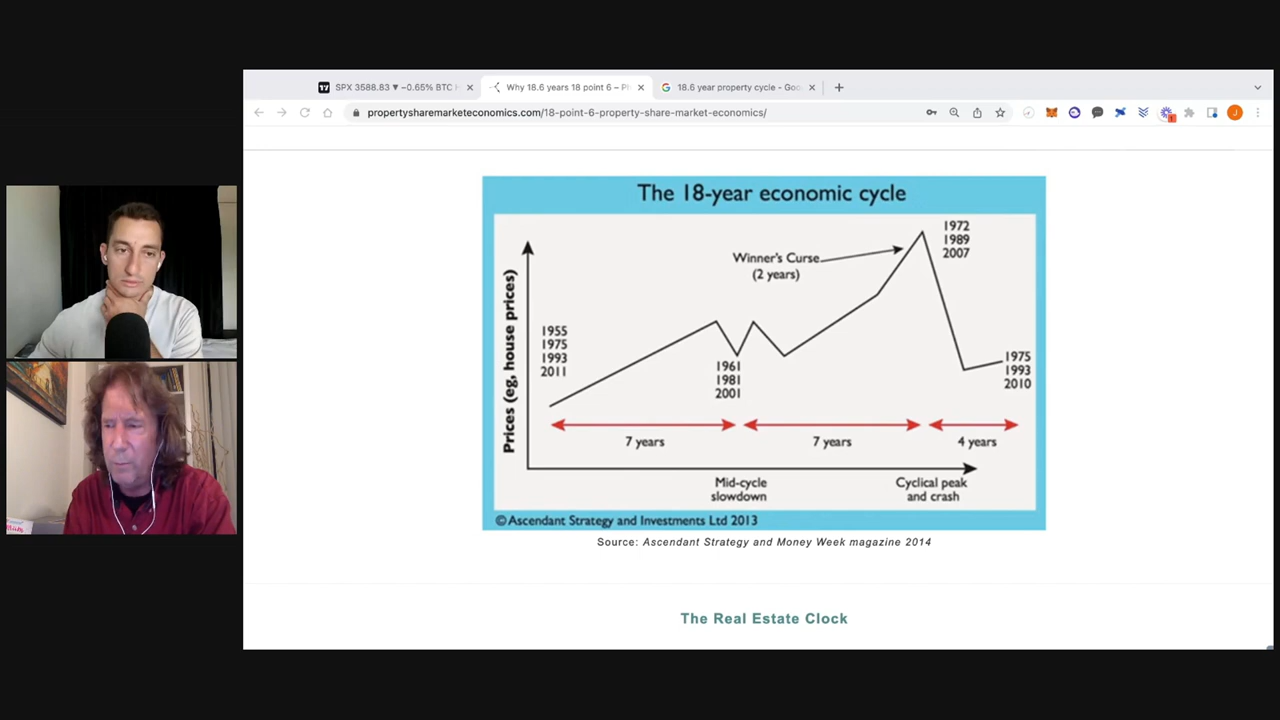 SPX 3588.83 ▼ −0.65% BTC
Why 18.6 years 18 point 6 –
18.6 year property cycle - Goo
propertysharemarketeconomics.com/18-point-6-property-share-market-economics/
1
J
The 18-year economic cycle
Prices (eg, house prices)
1955
1975
1993
2011
1961
1981
2001
Winner's Curse
(2 years)
1972
1989
2007
1975
1993
2010
7 years
7 years
4 years
Mid-cycle
slowdown
Cyclical peak
and crash
©Ascendant Strategy and Investments Ltd 2013
Source: Ascendant Strategy and Money Week magazine 2014
The Real Estate Clock